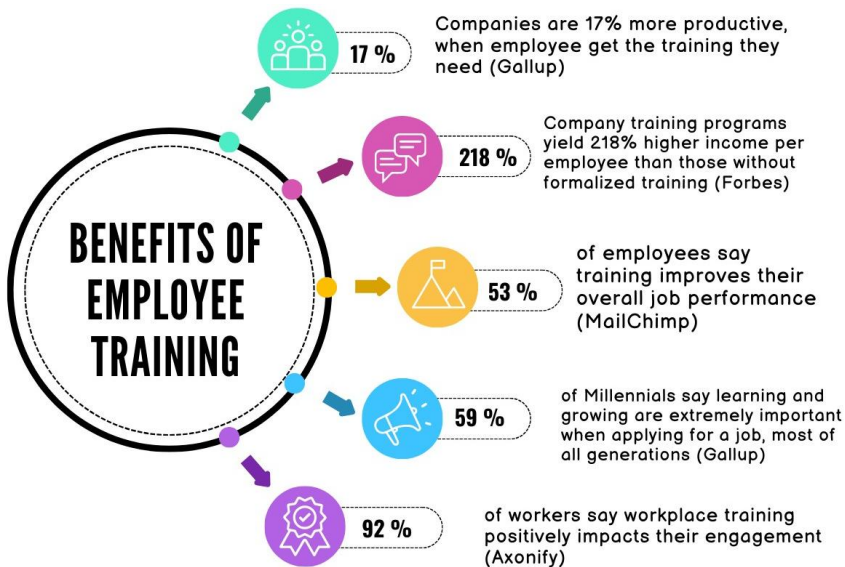 17 %
Companies are 17% more productive,
when employee get the training they
need (Gallup)
218 %
Company training programs
yield 218% higher income per
employee than those without
formalized training (Forbes)
BENEFITS OF
EMPLOYEE
TRAINING
53 %
of employees say
training improves their
overall job performance
(MailChimp)
59 %
of Millennials say learning and
growing are extremely important
when applying for a job, most of
all generations (Gallup)
92 %
of workers say workplace training
positively impacts their engagement
(Axonify)